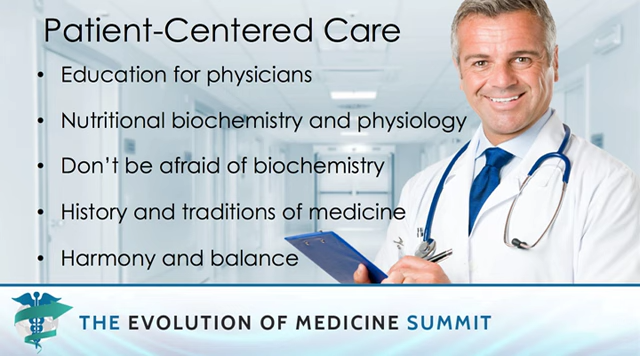 Patient-Centered Care
• Education for physicians
• Nutritional biochemistry and physiology
• Don't be afraid of biochemistry
• History and traditions of medicine
• Harmony and balance
THE EVOLUTION OF MEDICINE SUMMIT